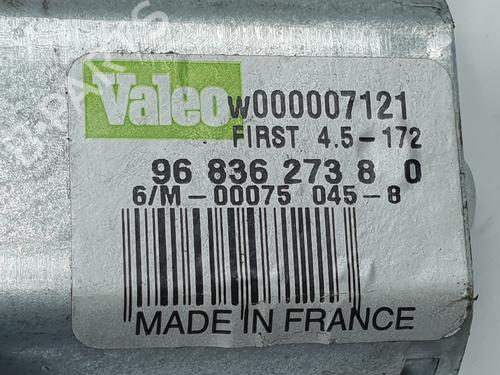 Valeo W000007121
FIRST 4.5-172
96 836 273 8 0
6/M-00075 045-8
MADE IN FRANCE